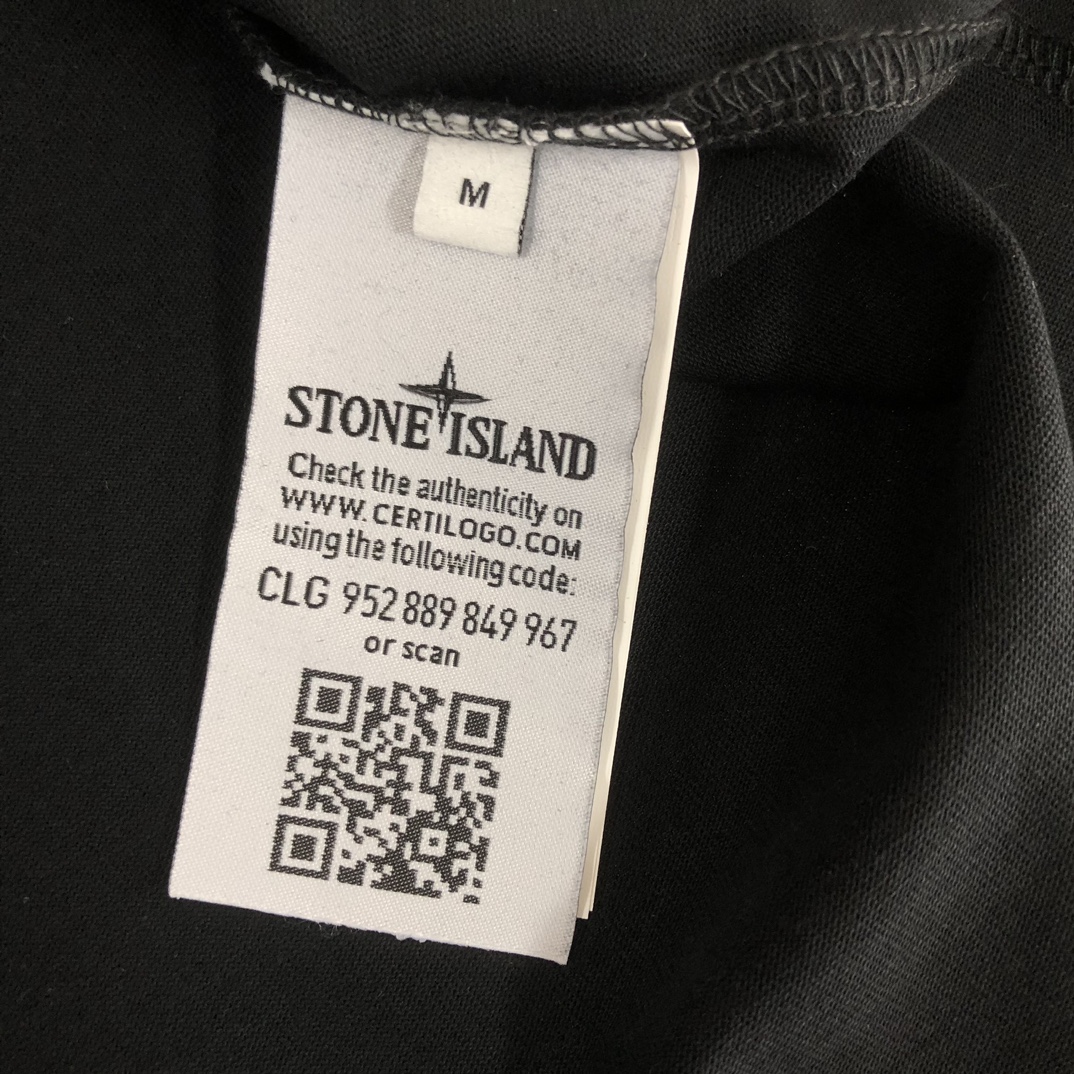 M
STONE ISLAND
Check the authenticity on
WWW.CERTILOGO.COM
using the following code:
CLG 952 889 849 967
or scan